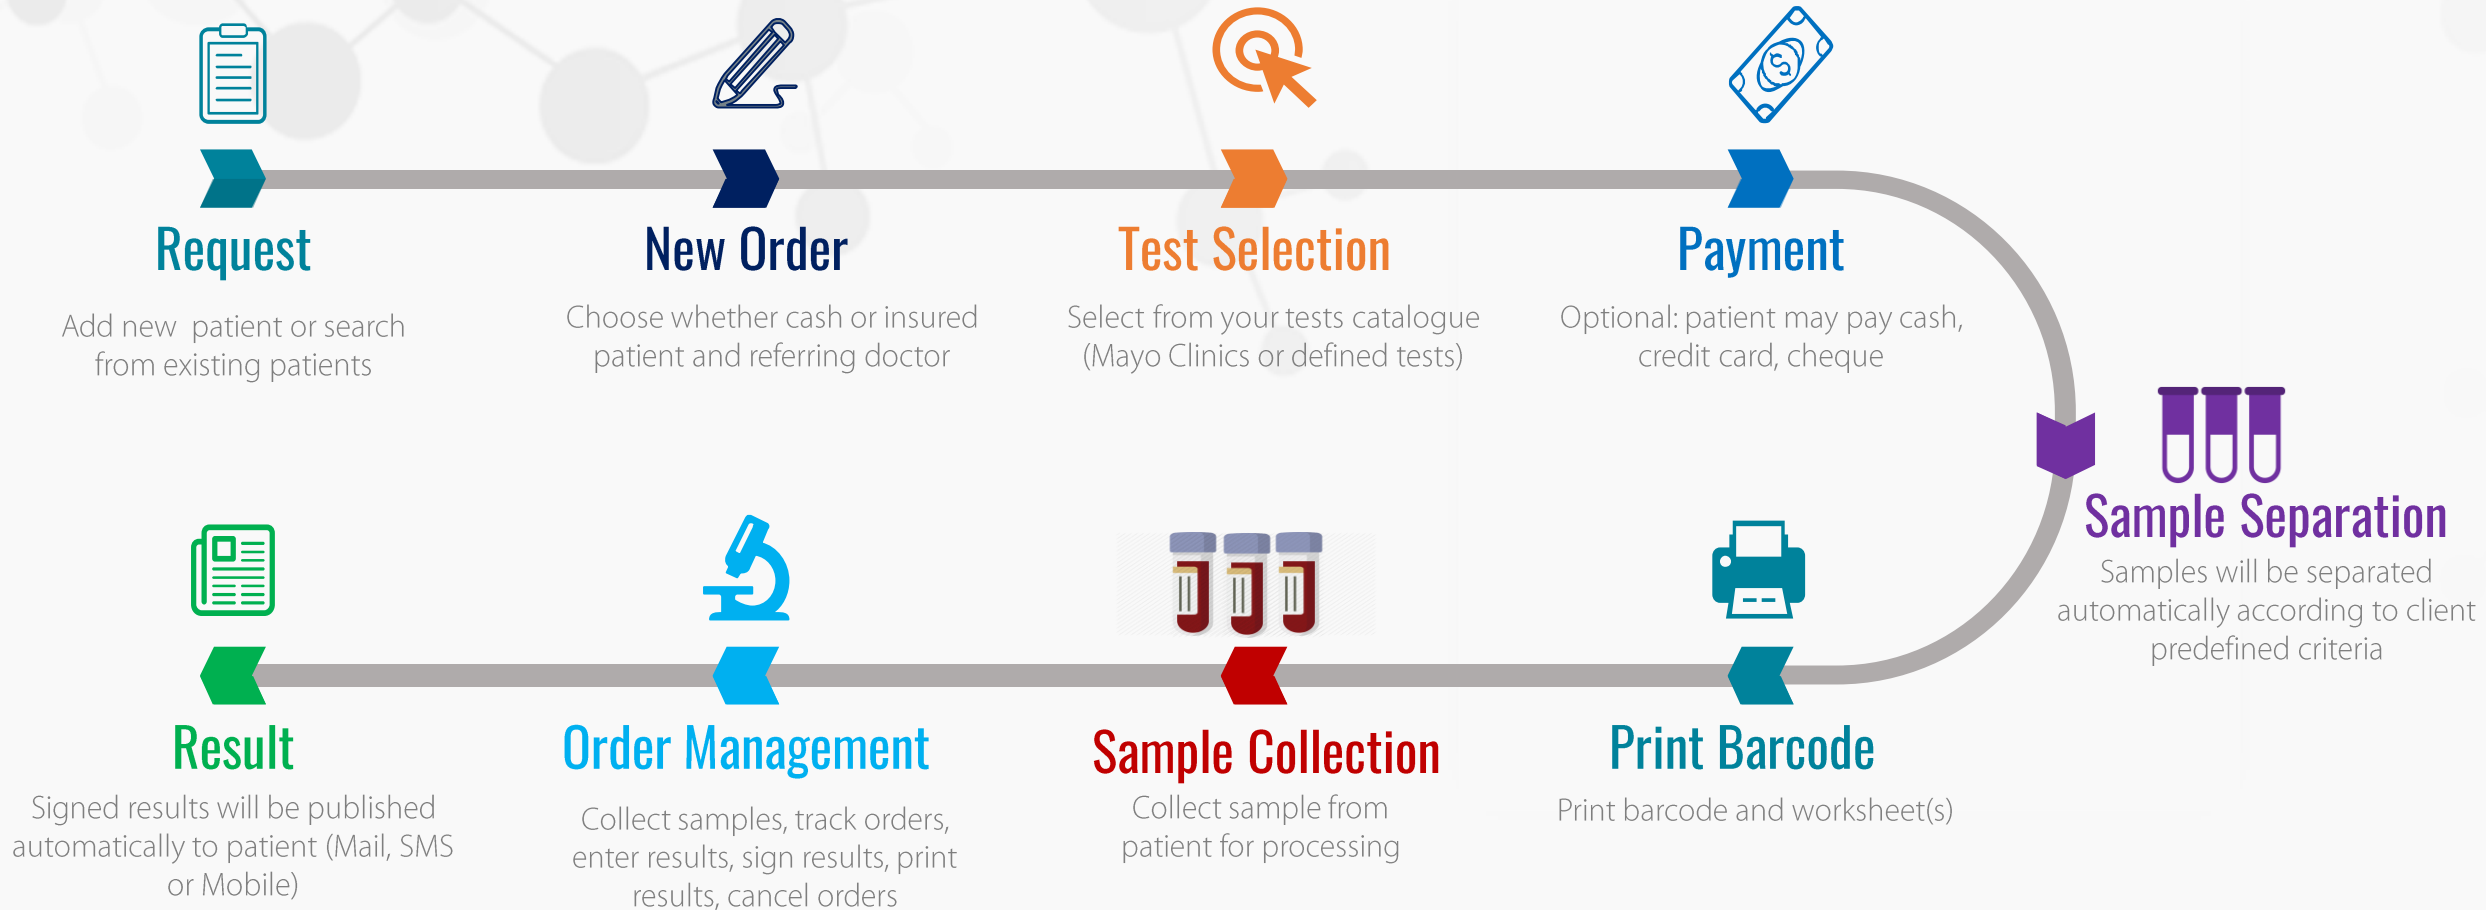 Request
Add new  patient or search
from existing patients
New Order
Choose whether cash or insured
patient and referring doctor
Test Selection
Select from your tests catalogue
(Mayo Clinics or defined tests)
Payment
Optional: patient may pay cash,
credit card, cheque
Sample Separation
Samples will be separated
automatically according to client
predefined criteria
Print Barcode
Print barcode and worksheet(s)
Sample Collection
Collect sample from
patient for processing
Order Management
Collect samples, track orders,
enter results, sign results, print
results, cancel orders
Result
Signed results will be published
automatically to patient (Mail, SMS
or Mobile)